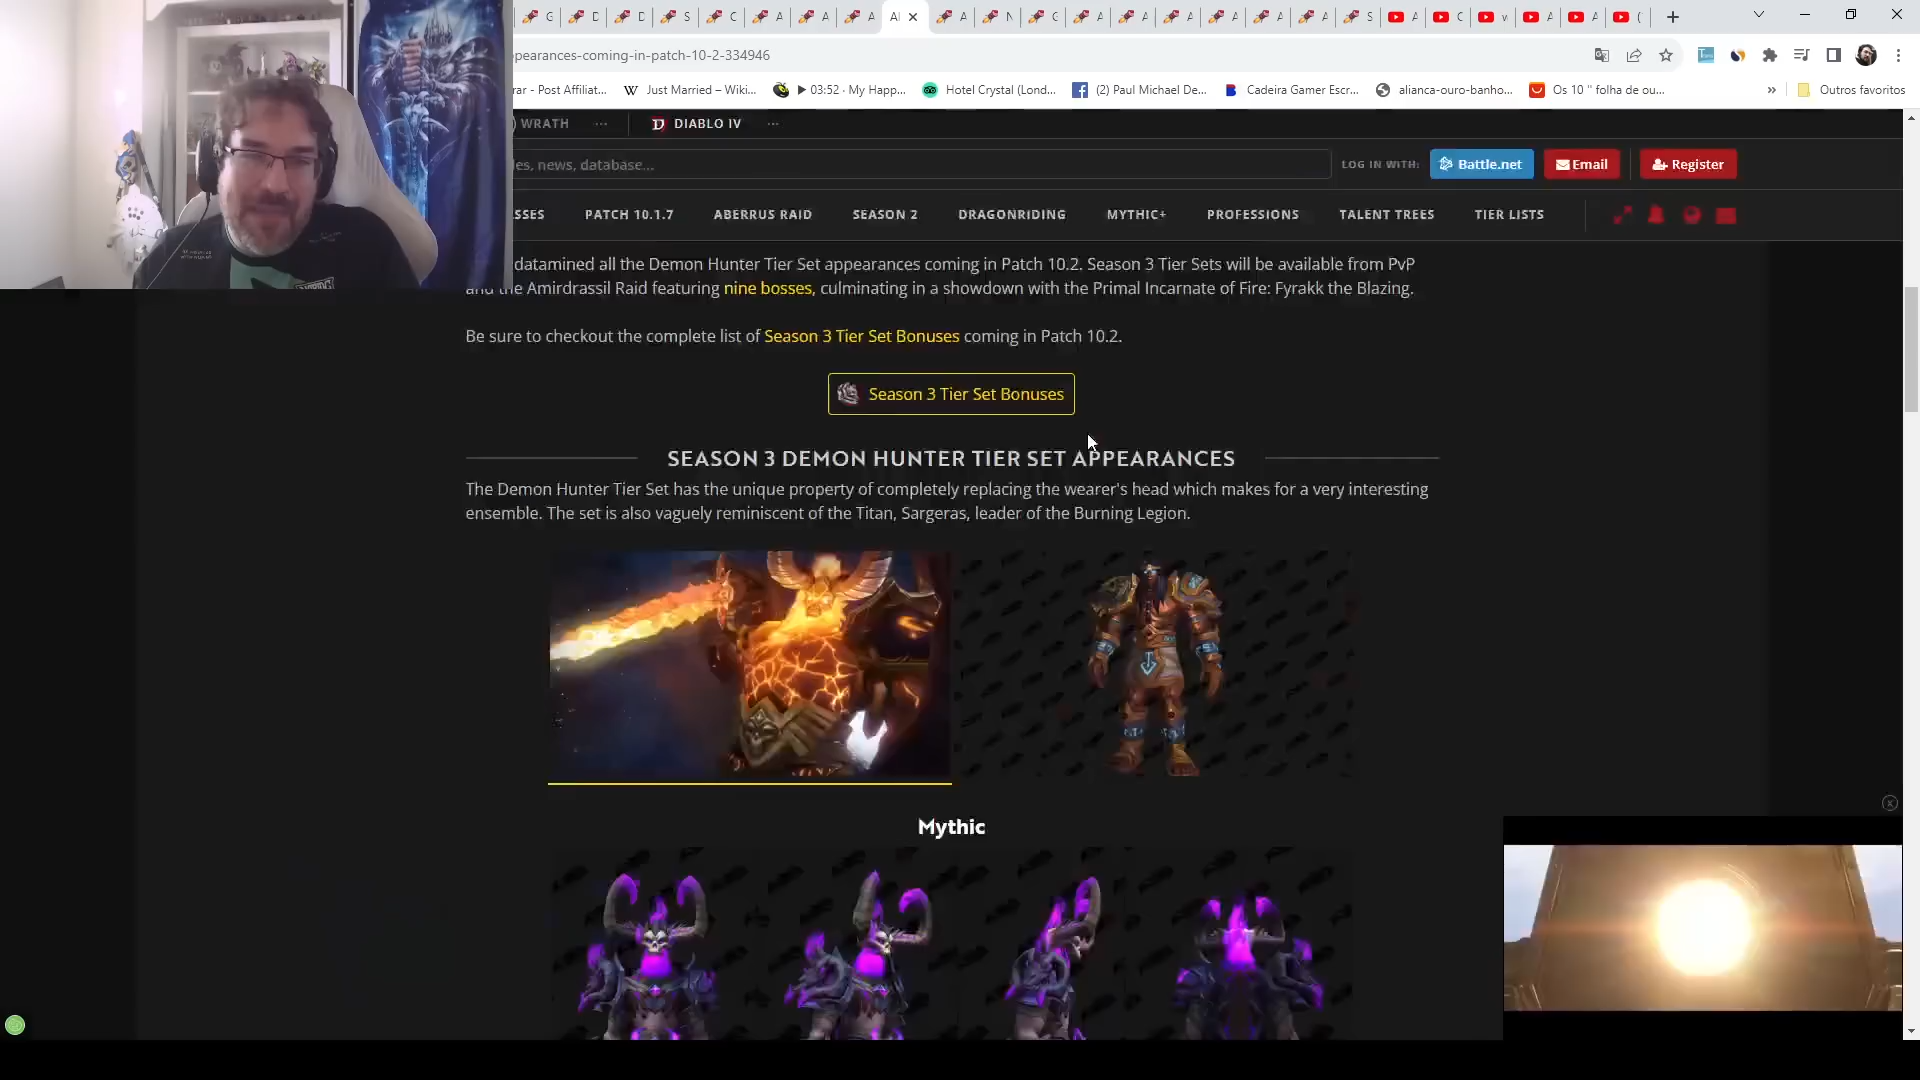 pearances-coming-in-patch-10-2-334946
rar - Post Affiliat...
Just Married – Wiki...
03:52 · My Happ...
Hotel Crystal (Lond...
(2) Paul Michael De...
Cadeira Gamer Escr...
alianca-ouro-banho...
Os 10 " folha de ou...
»
Outros favoritos
WRATH
DIABLO IV
les, news, database...
LOG IN WITH:
Battle.net
Email
Register
SSES
PATCH 10.1.7
ABERRUS RAID
SEASON 2
DRAGONRIDING
MYTHIC+
PROFESSIONS
TALENT TREES
TIER LISTS
datamined all the Demon Hunter Tier Set appearances coming in Patch 10.2. Season 3 Tier Sets will be available from PvP
and the Amirdrassil Raid featuring nine bosses, culminating in a showdown with the Primal Incarnate of Fire: Fyrakk the Blazing.
Be sure to checkout the complete list of Season 3 Tier Set Bonuses coming in Patch 10.2.
Season 3 Tier Set Bonuses
SEASON 3 DEMON HUNTER TIER SET APPEARANCES
The Demon Hunter Tier Set has the unique property of completely replacing the wearer's head which makes for a very interesting
ensemble. The set is also vaguely reminiscent of the Titan, Sargeras, leader of the Burning Legion.
Mythic